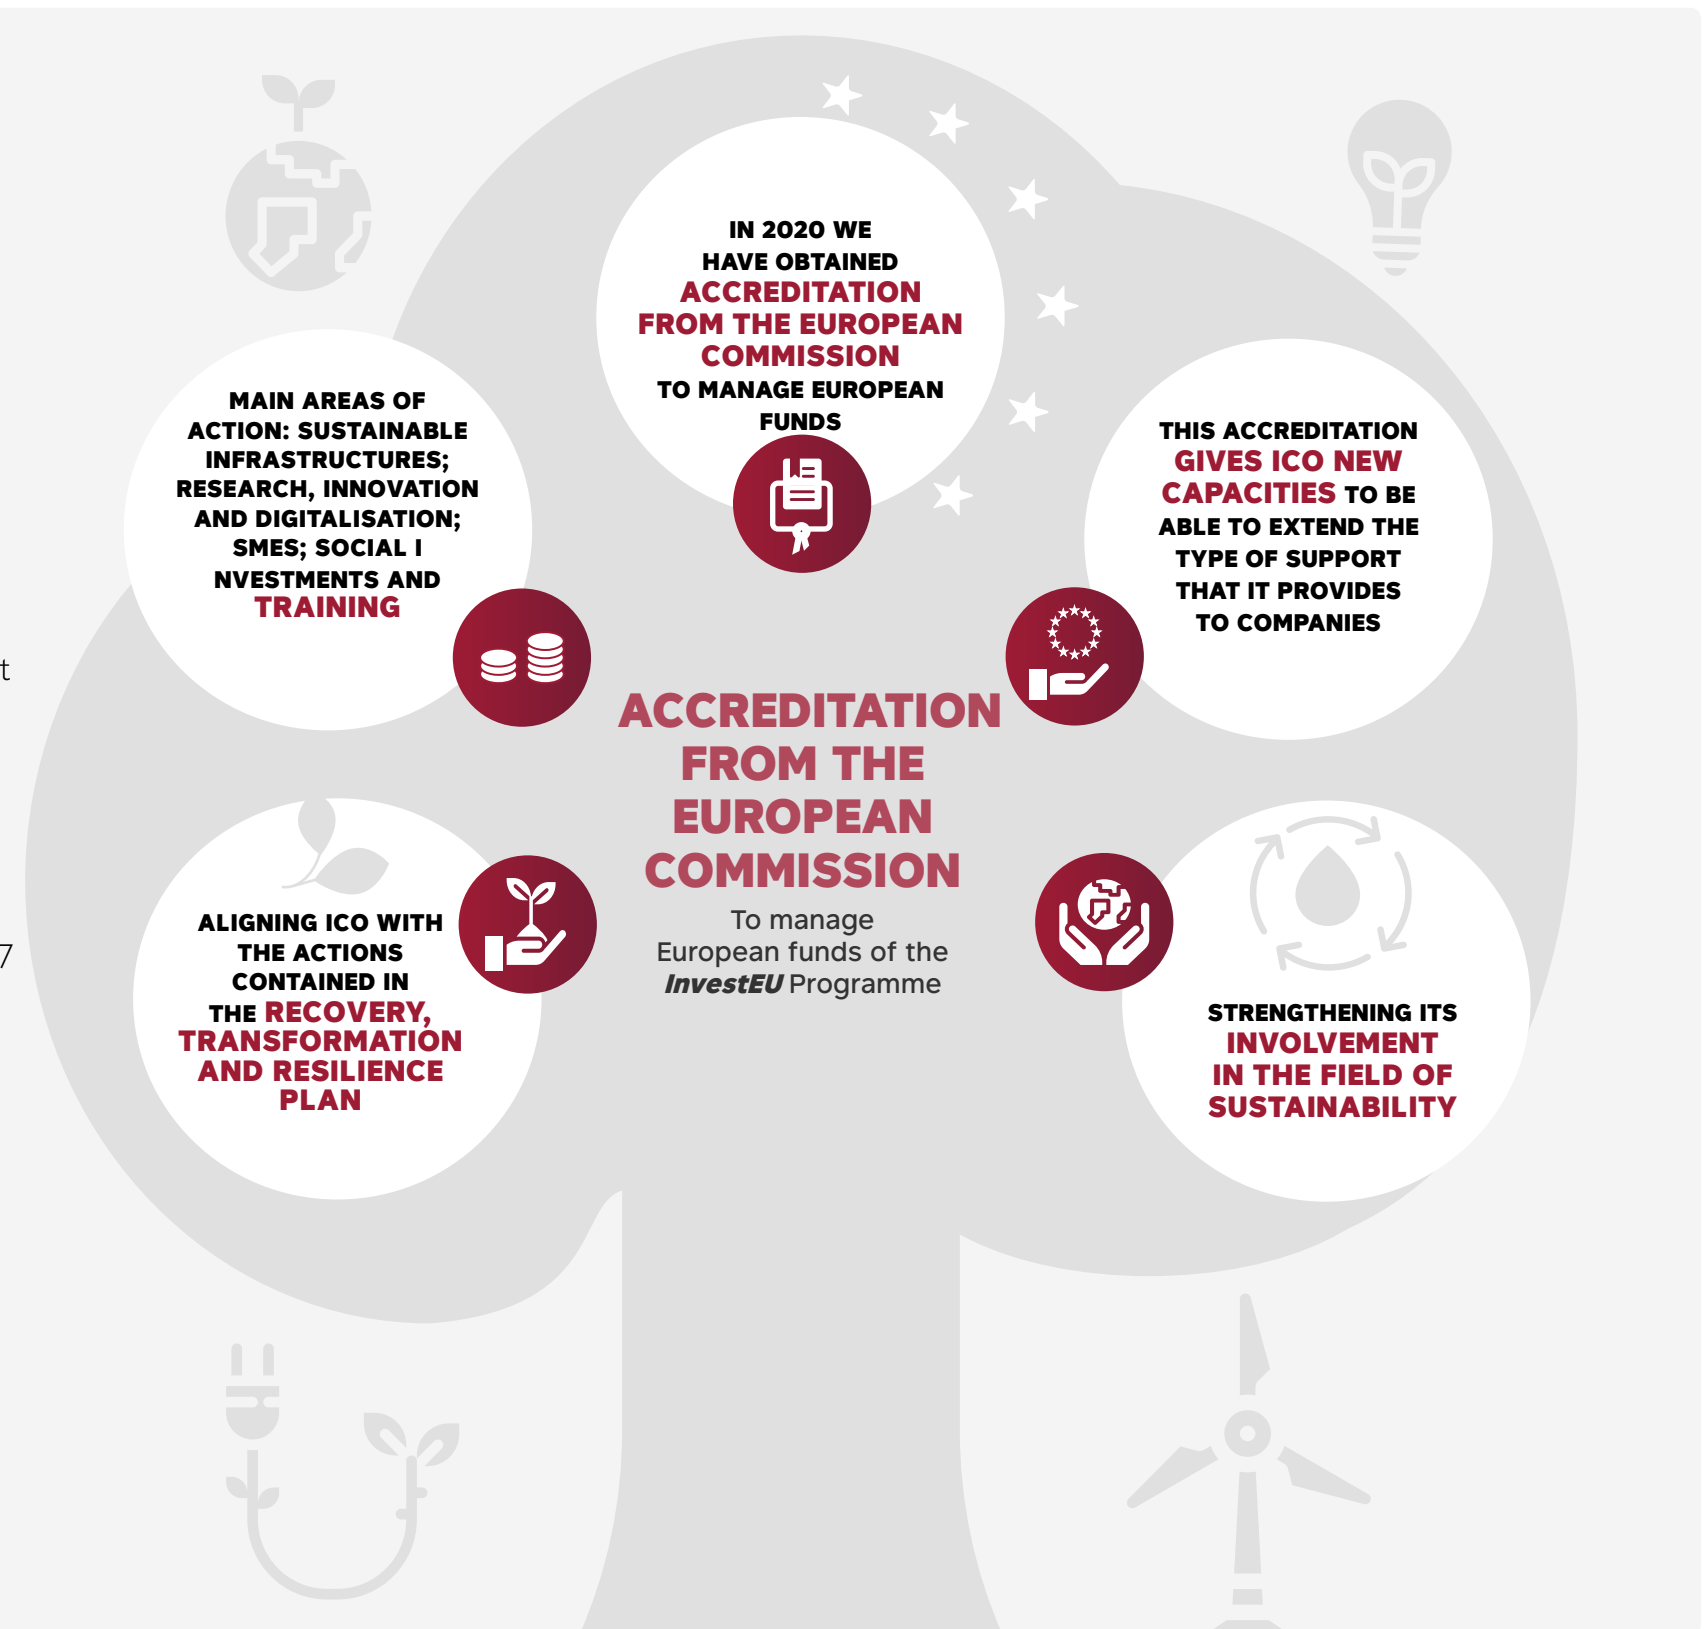 IN 2020 WE
HAVE OBTAINED
ACCREDITATION
FROM THE EUROPEAN
COMMISSION
TO MANAGE EUROPEAN
FUNDS
MAIN AREAS OF
ACTION: SUSTAINABLE
INFRASTRUCTURES;
RESEARCH, INNOVATION
AND DIGITALISATION;
SMES; SOCIAL I
NVESTMENTS AND
TRAINING
THIS ACCREDITATION
GIVES ICO NEW
CAPACITIES TO BE
ABLE TO EXTEND THE
TYPE OF SUPPORT
THAT IT PROVIDES
TO COMPANIES
t
ACCREDITATION
FROM THE
EUROPEAN
COMMISSION
To manage
European funds of the
InvestEU Programme
7
ALIGNING ICO WITH
THE ACTIONS
CONTAINED IN
THE RECOVERY,
TRANSFORMATION
AND RESILIENCE
PLAN
STRENGTHENING ITS
INVOLVEMENT
IN THE FIELD OF
SUSTAINABILITY